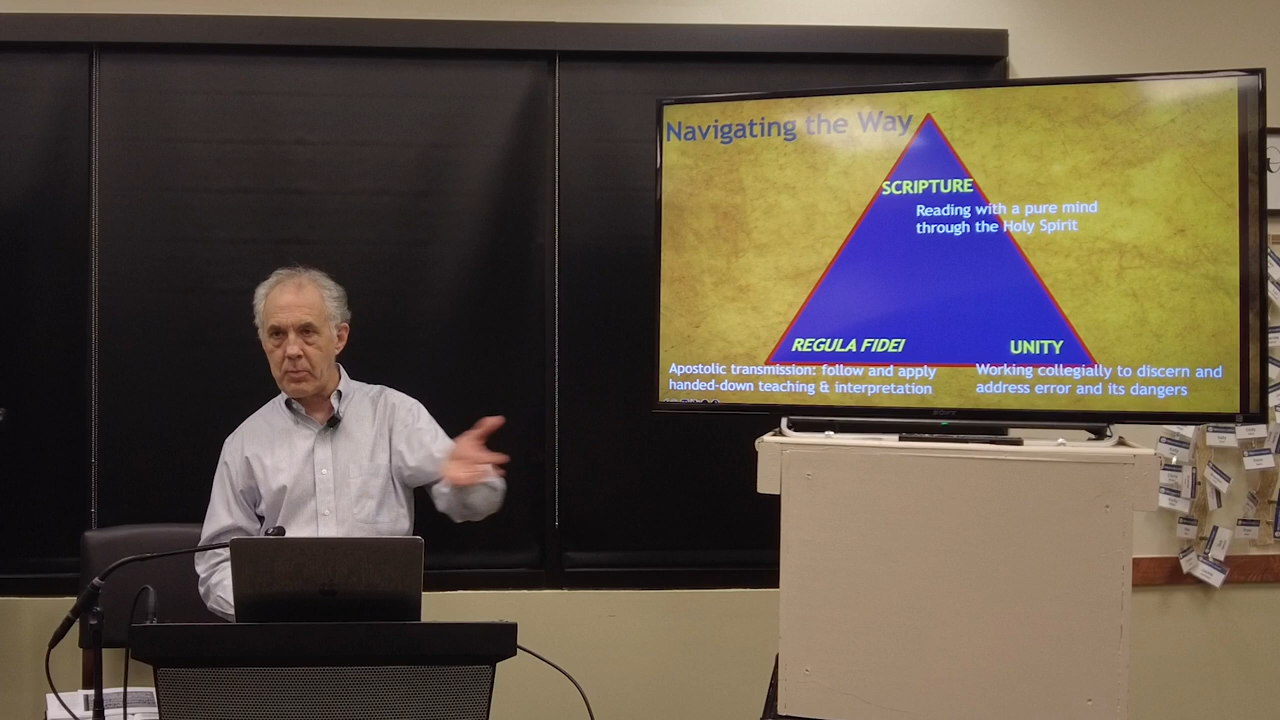 Navigating the Way
SCRIPTURE
Reading with a pure mind
through the Holy Spirit
REGULA FIDEI
UNITY
Apostolic transmission: follow and apply
handed-down teaching & interpretation
Working collegially to discern and
address error and its dangers
SONY